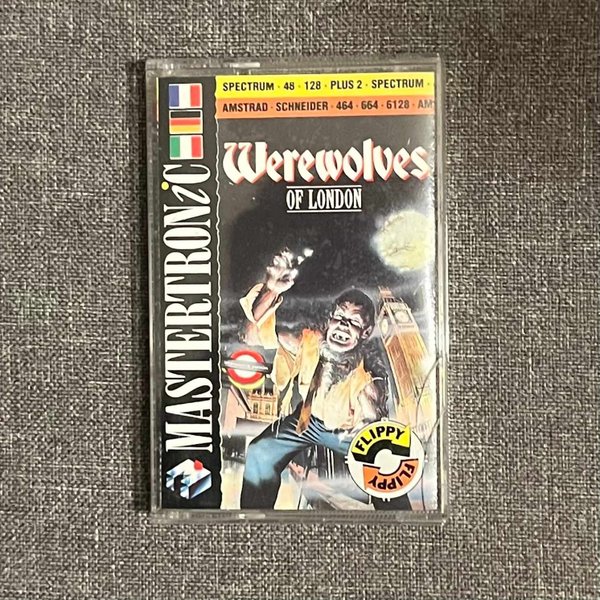 SPECTRUM · 48 · 128 · PLUS 2 · SPECTRUM ·
AMSTRAD · SCHNEIDER · 464 · 664 · 6128 · AM
Werewolves
OF LONDON
MASTERTRONiC
FLIPPY
FLIPPY